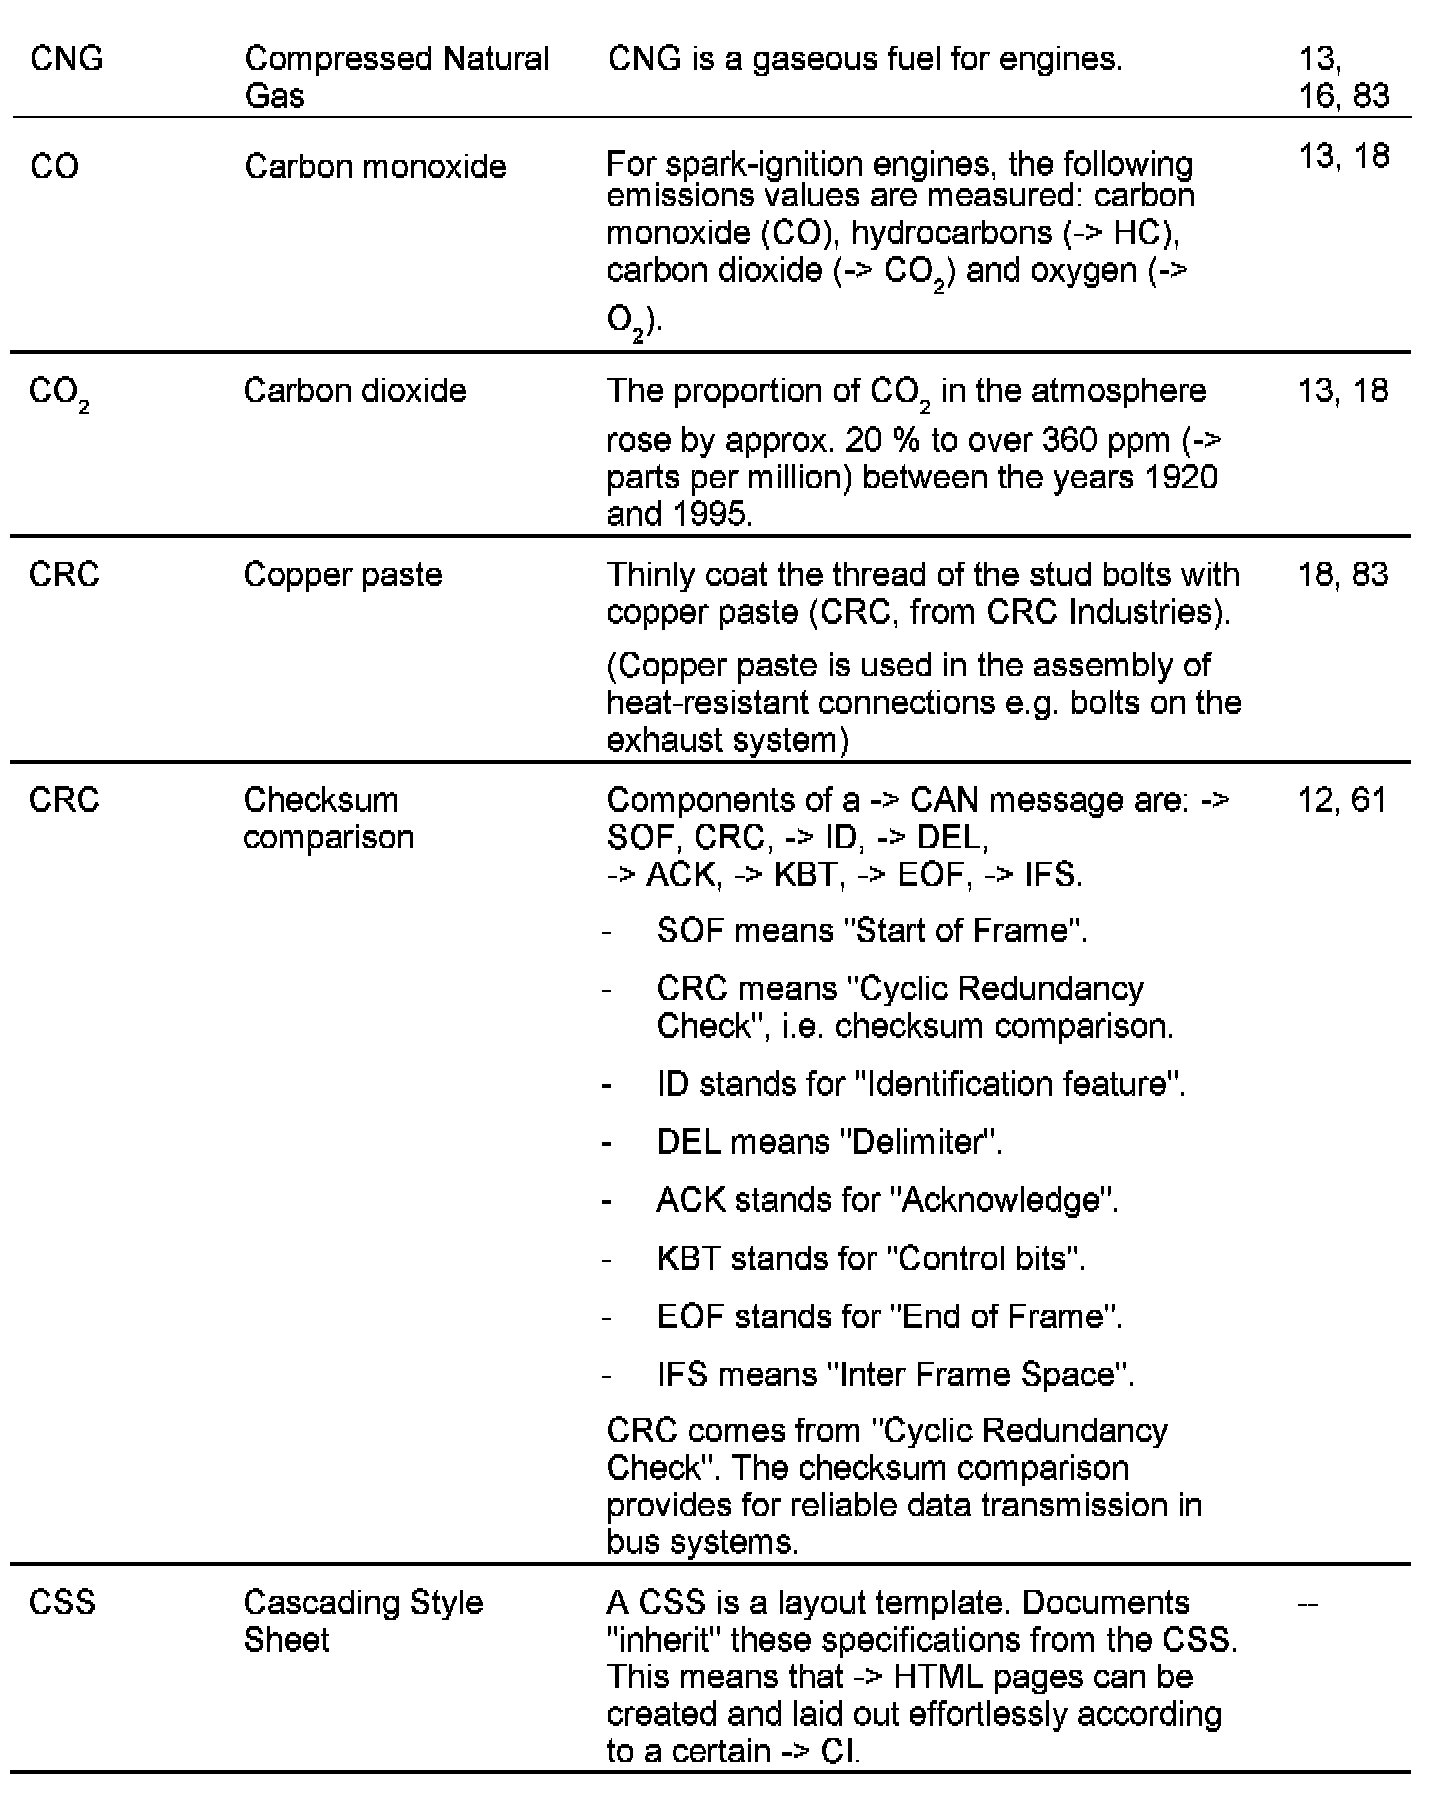 CNG Compressed Natural CNG is a gaseous fuel for engines. 13,
Gas 16, 83
CO Carbon monoxide For spark-ignition engines, the following 13, 18
emissions values are measured: carbon
monoxide (CO), hydrocarbons (-> HC),
carbon dioxide (-> CO2) and oxygen (->
O2).
CO2 Carbon dioxide The proportion of CO2 in the atmosphere 13, 18
rose by approx. 20 % to over 360 ppm (->
parts per million) between the years 1920
and 1995.
CRC Copper paste Thinly coat the thread of the stud bolts with 18, 83
copper paste (CRC, from CRC Industries).
(Copper paste is used in the assembly of
heat-resistant connections e.g. bolts on the
exhaust system)
CRC Checksum Components of a -> CAN message are: -> 12, 61
comparison SOF, CRC, -> ID, -> DEL,
-> ACK, -> KBT, -> EOF, -> IFS.
- SOF means "Start of Frame".
- CRC means "Cyclic Redundancy
Check", i.e. checksum comparison.
- ID stands for "Identification feature".
- DEL means "Delimiter".
- ACK stands for "Acknowledge".
- KBT stands for "Control bits".
- EOF stands for "End of Frame".
- IFS means "Inter Frame Space".
CRC comes from "Cyclic Redundancy
Check". The checksum comparison
provides for reliable data transmission in
bus systems.
CSS Cascading Style A CSS is a layout template. Documents --
Sheet "inherit" these specifications from the CSS.
This means that -> HTML pages can be
created and laid out effortlessly according
to a certain -> CI.